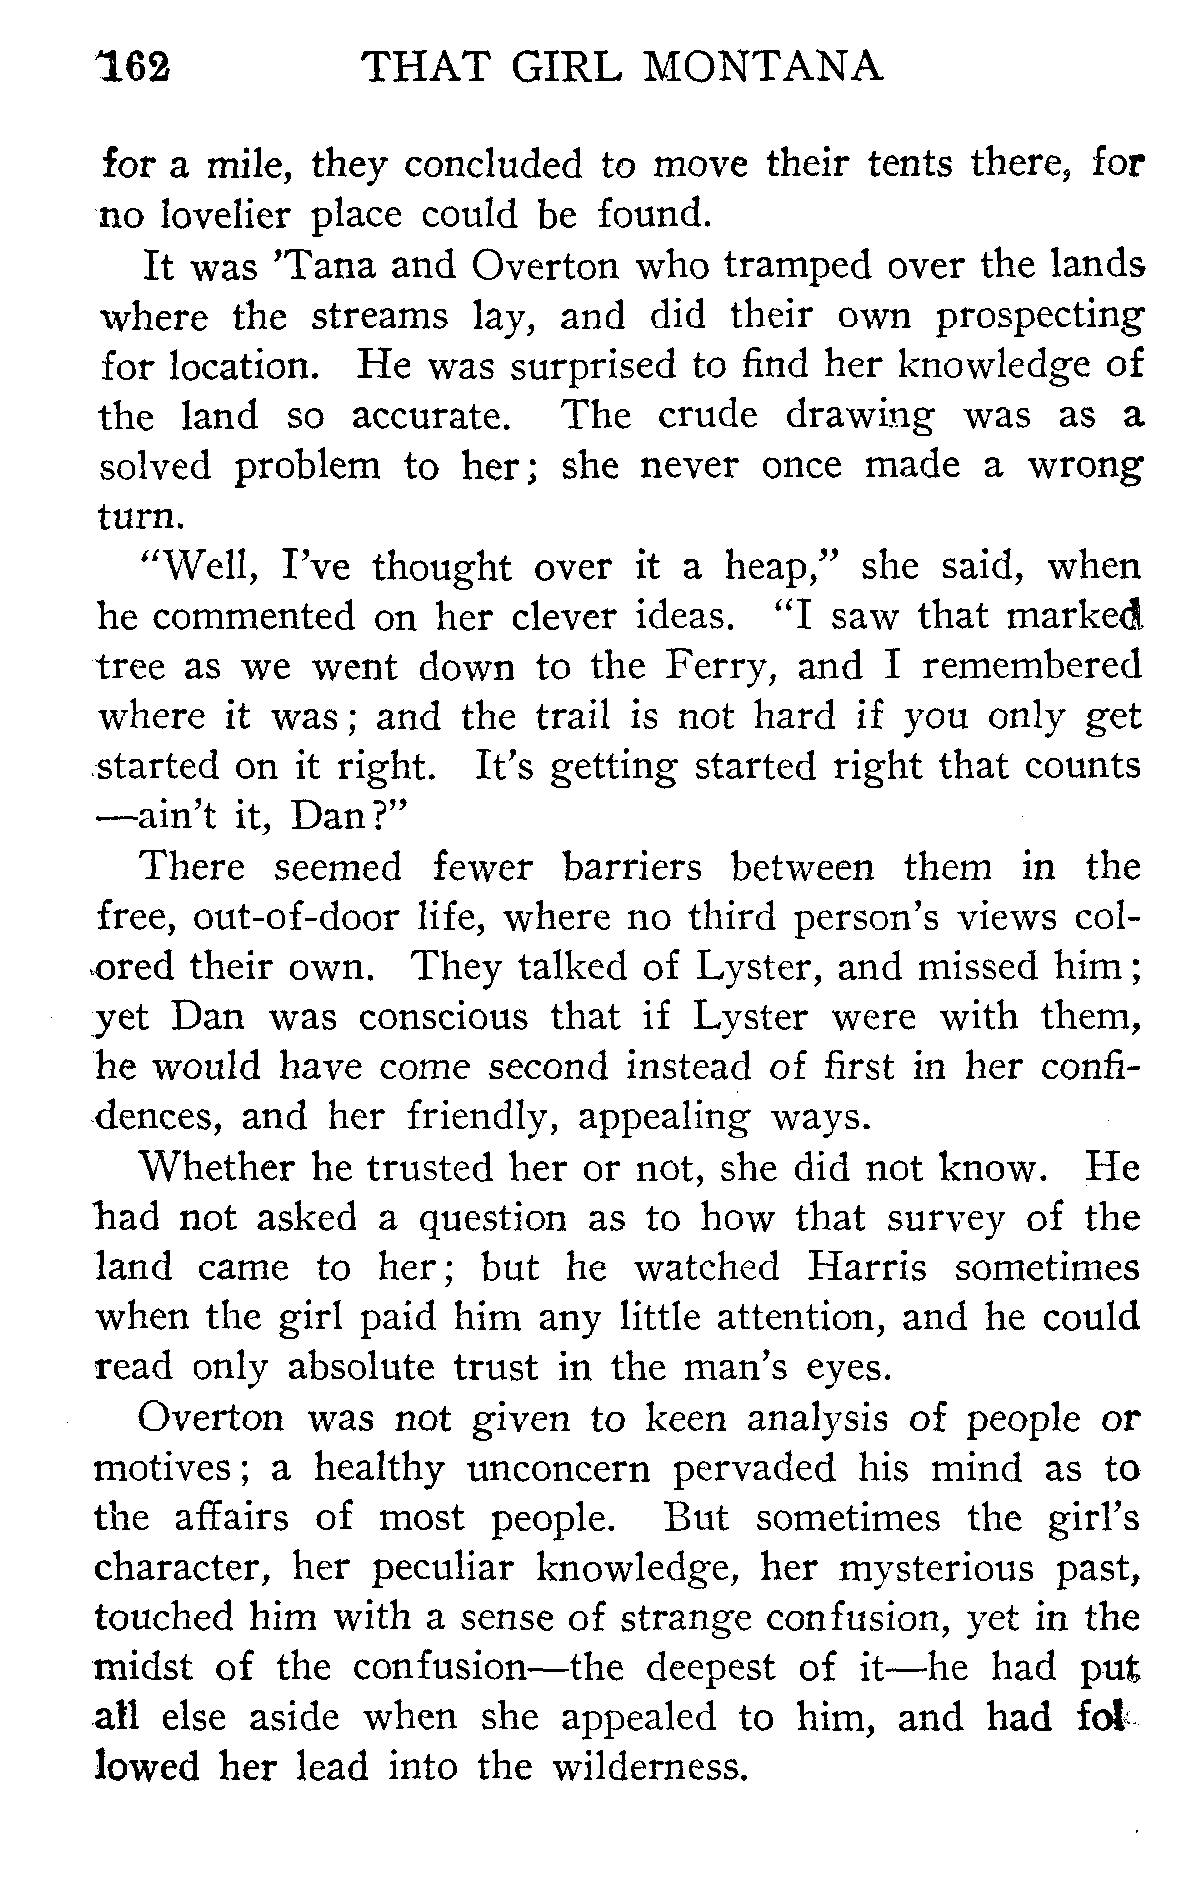 162 THAT GIRL MONTANA
for a mile, they concluded to move their tents there, for
no lovelier place could be found.
It was ’Tana and Overton who tramped over the lands
where the streams lay, and did their own prospecting
for location. He was surprised to find her knowledge of
the land so accurate. The crude drawing was as a
solved problem to her; she never once made a wrong
turn.
“Well, I’ve thought over it a heap,” she said, when
he commented on her clever ideas. “I saw that marked
tree as we went down to the Ferry, and I remembered
where it was; and the trail is not hard if you only get
started on it right. It’s getting started right that counts
—ain’t it, Dan?”
There seemed fewer barriers between them in the
free, out-of-door life, where no third person’s views col-
ored their own. They talked of Lyster, and missed him;
yet Dan was conscious that if Lyster were with them,
he would have come second instead of first in her confi-
dences, and her friendly, appealing ways.
Whether he trusted her or not, she did not know. He
had not asked a question as to how that survey of the
land came to her; but he watched Harris sometimes
when the girl paid him any little attention, and he could
read only absolute trust in the man’s eyes.
Overton was not given to keen analysis of people or
motives; a healthy unconcern pervaded his mind as to
the affairs of most people. But sometimes the girl’s
character, her peculiar knowledge, her mysterious past,
touched him with a sense of strange confusion, yet in the
midst of the confusion—the deepest of it—he had put
all else aside when she appealed to him, and had fol-
lowed her lead into the wilderness.